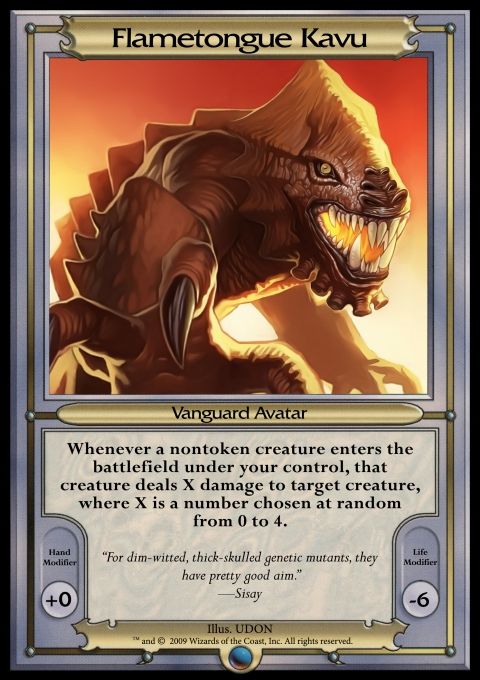 Flametongue Kavu
Vanguard Avatar
Whenever a nontoken creature enters the
battlefield under your control, that
creature deals X damage to target creature,
where X is a number chosen at random
from 0 to 4.
"For dim-witted, thick-skulled genetic mutants, they
have pretty good aim."
—Sisay
Hand
Modifier
+0
Life
Modifier
-6
Illus. UDON
™ and © 2009 Wizards of the Coast, Inc. All rights reserved.